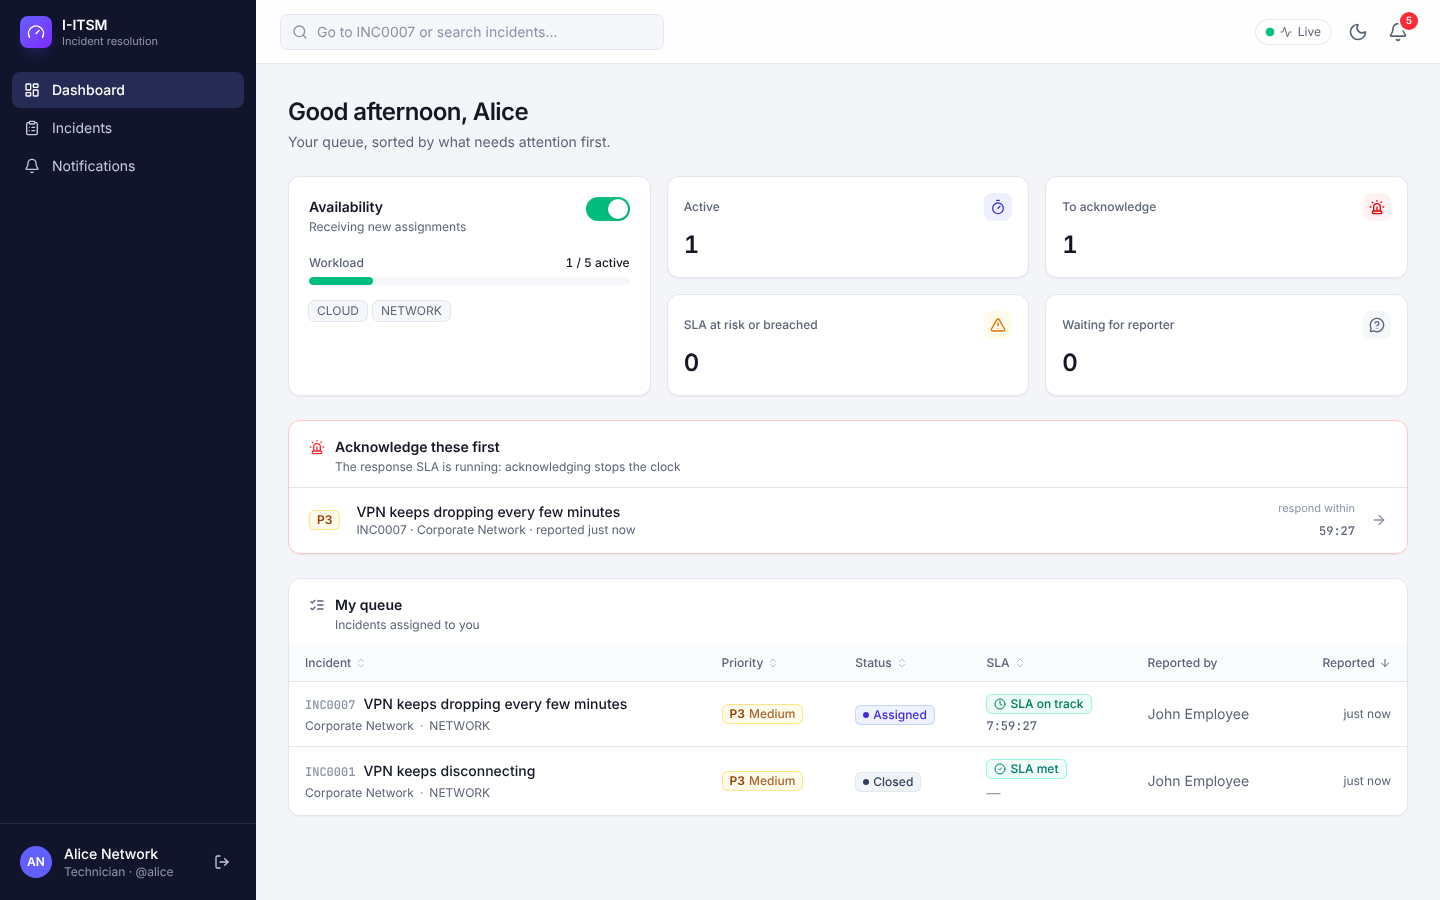 I-ITSM
Incident resolution
Dashboard
Incidents
Notifications
AN
Alice Network
Technician · @alice
Go to INC0007 or search incidents...
Live
5
Good afternoon, Alice
Your queue, sorted by what needs attention first.
Availability
Receiving new assignments
Workload 1 / 5 active
CLOUD NETWORK
Active
1
To acknowledge
1
SLA at risk or breached
0
Waiting for reporter
0
Acknowledge these first
The response SLA is running: acknowledging stops the clock
P3
VPN keeps dropping every few minutes
INC0007 · Corporate Network · reported just now
respond within
59:27
My queue
Incidents assigned to you
Incident Priority Status SLA Reported by Reported
INC0007 VPN keeps dropping every few minutes
Corporate Network · NETWORK
P3 Medium
Assigned
SLA on track
7:59:27
John Employee
just now
INC0001 VPN keeps disconnecting
Corporate Network · NETWORK
P3 Medium
Closed
SLA met
—
John Employee
just now